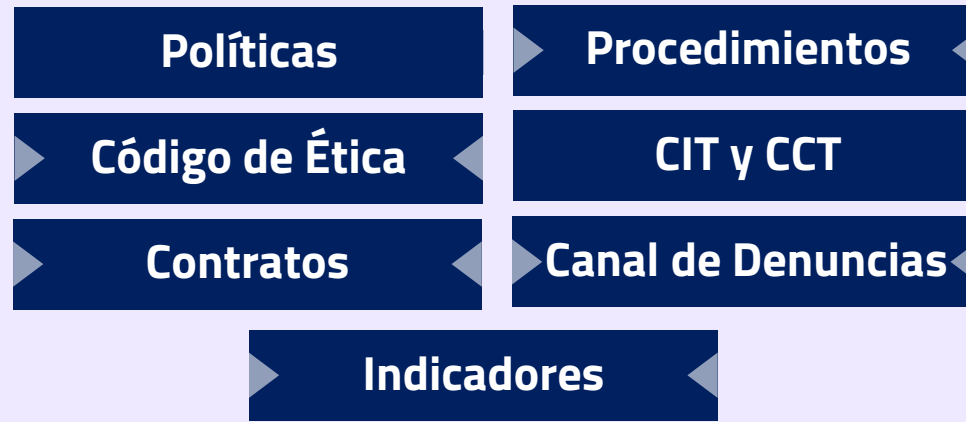 Políticas
Procedimientos
Código de Ética
CIT y CCT
Contratos
Canal de Denuncias
Indicadores